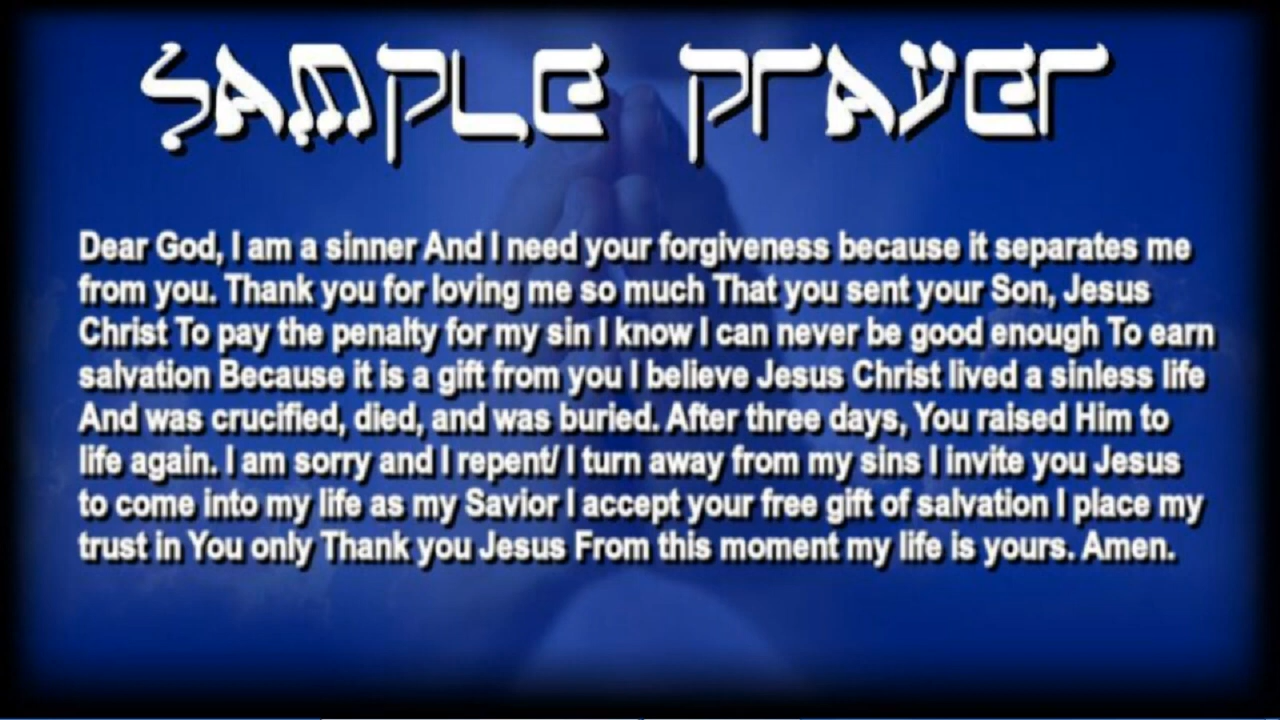 SAMPLE PRAYER
Dear God, I am a sinner And I need your forgiveness because it separates me
from you. Thank you for loving me so much That you sent your Son, Jesus
Christ To pay the penalty for my sin I know I can never be good enough To earn
salvation Because it is a gift from you I believe Jesus Christ lived a sinless life
And was crucified, died, and was buried. After three days, You raised Him to
life again. I am sorry and I repent/ I turn away from my sins I invite you Jesus
to come into my life as my Savior I accept your free gift of salvation I place my
trust in You only Thank you Jesus From this moment my life is yours. Amen.